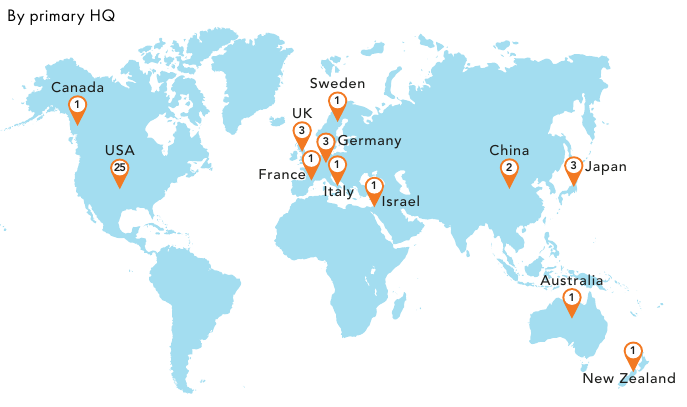 By primary HQ
Sweden
1
Canada
1
UK
3
Germany
3
USA
25
China
2
France
1
Italy
1
Japan
3
Israel
1
Australia
1
New Zealand
1